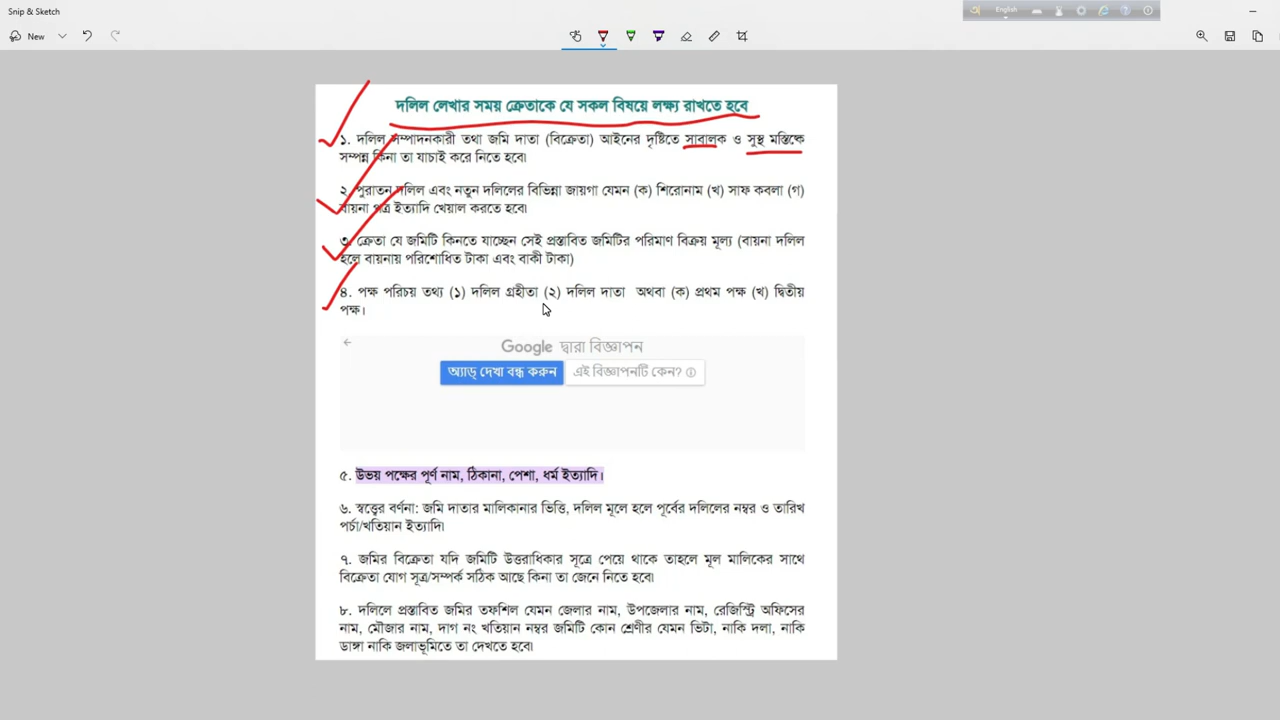 Snip & Sketch
English
New
দলিল লেখার সময় ক্রেতাকে যে সকল বিষয়ে লক্ষ্য রাখতে হবে
১. দলিল সম্পাদনকারী তথা জমি দাতা (বিক্রেতা) আইনের দৃষ্টিতে সাবালক ও সুস্থ মস্তিষ্কে
সম্পন্ন কিনা তা যাচাই করে নিতে হবে।
২. পুরাতন দলিল এবং নতুন দলিলের বিভিন্না জায়গা যেমন (ক) শিরোনাম (খ) সাফ কবলা (গ)
বায়না পত্র ইত্যাদি খেয়াল করতে হবে।
৩. ক্রেতা যে জমিটি কিনতে যাচ্ছেন সেই প্রস্তাবিত জমিটির পরিমাণ বিক্রয় মূল্য (বায়না দলিল
হলে বায়নায় পরিশোধিত টাকা এবং বাকী টাকা)
৪. পক্ষ পরিচয় তথ্য (১) দলিল গ্রহীতা (২) দলিল দাতা অথবা (ক) প্রথম পক্ষ (খ) দ্বিতীয়
পক্ষ।
Google দ্বারা বিজ্ঞাপন
অ্যাড্ দেখা বন্ধ করুন এই বিজ্ঞাপনটি কেন?
৫. উভয় পক্ষের পূর্ণ নাম, ঠিকানা, পেশা, ধর্ম ইত্যাদি।
৬. স্বত্ত্বের বর্ণনা: জমি দাতার মালিকানার ভিত্তি, দলিল মূলে হলে পূর্বের দলিলের নম্বর ও তারিখ
পর্চা/খতিয়ান ইত্যাদি।
৭. জমির বিক্রেতা যদি জমিটি উত্তরাধিকার সূত্রে পেয়ে থাকে তাহলে মূল মালিকের সাথে
বিক্রেতা যোগ সূত্র/সম্পর্ক সঠিক আছে কিনা তা জেনে নিতে হবে।
৮. দলিলে প্রস্তাবিত জমির তফশিল যেমন জেলার নাম, উপজেলার নাম, রেজিস্ট্রি অফিসের
নাম, মৌজার নাম, দাগ নং খতিয়ান নম্বর জমিটি কোন শ্রেণীর যেমন ভিটা, নাকি দলা, নাকি
ডাঙ্গা নাকি জলাভূমিতে তা দেখতে হবে।